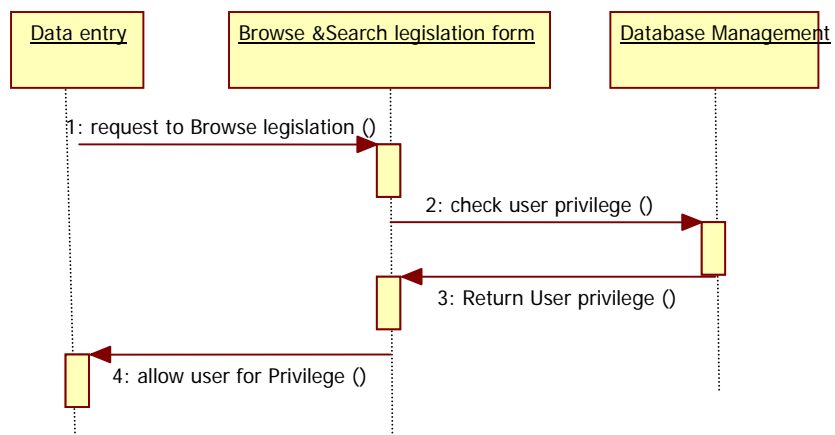 Data entry
Browse &Search legislation form
Database Management
1: request to Browse legislation ()
2: check user privilege ()
3: Return User privilege ()
4: allow user for Privilege ()